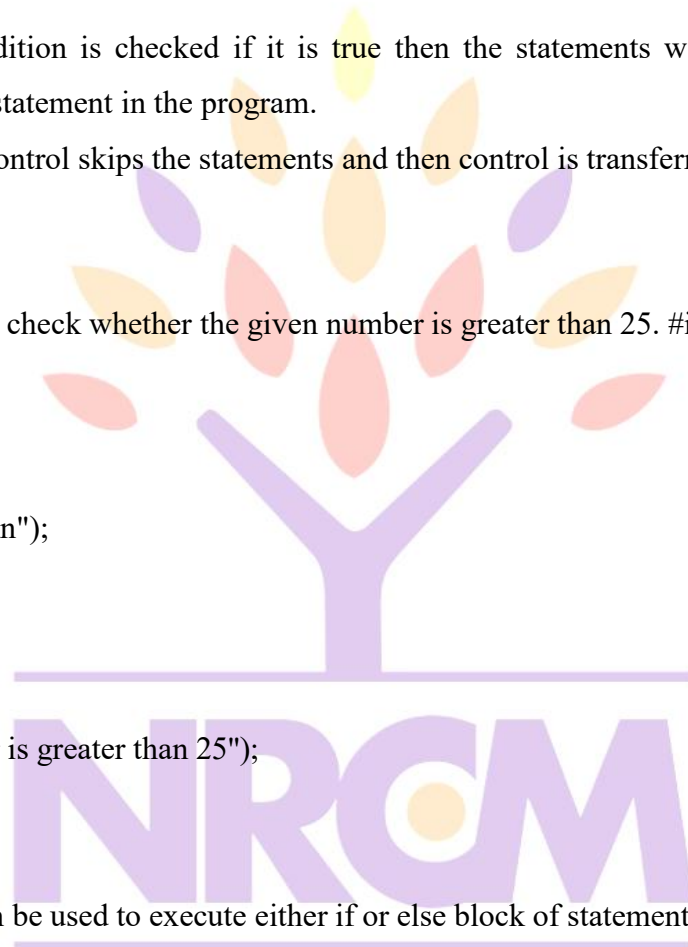 dition is checked if it is true then the statements w
statement in the program.
ontrol skips the statements and then control is transferr
check whether the given number is greater than 25. #i
n");
is greater than 25");
NRCM
be used to execute either if or else block of statement